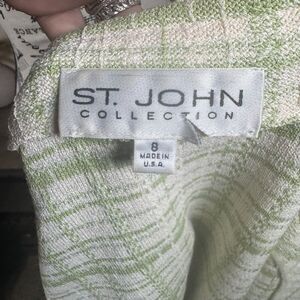 ST. JOHN
COLLECTION
8
MADE IN
U.S.A.